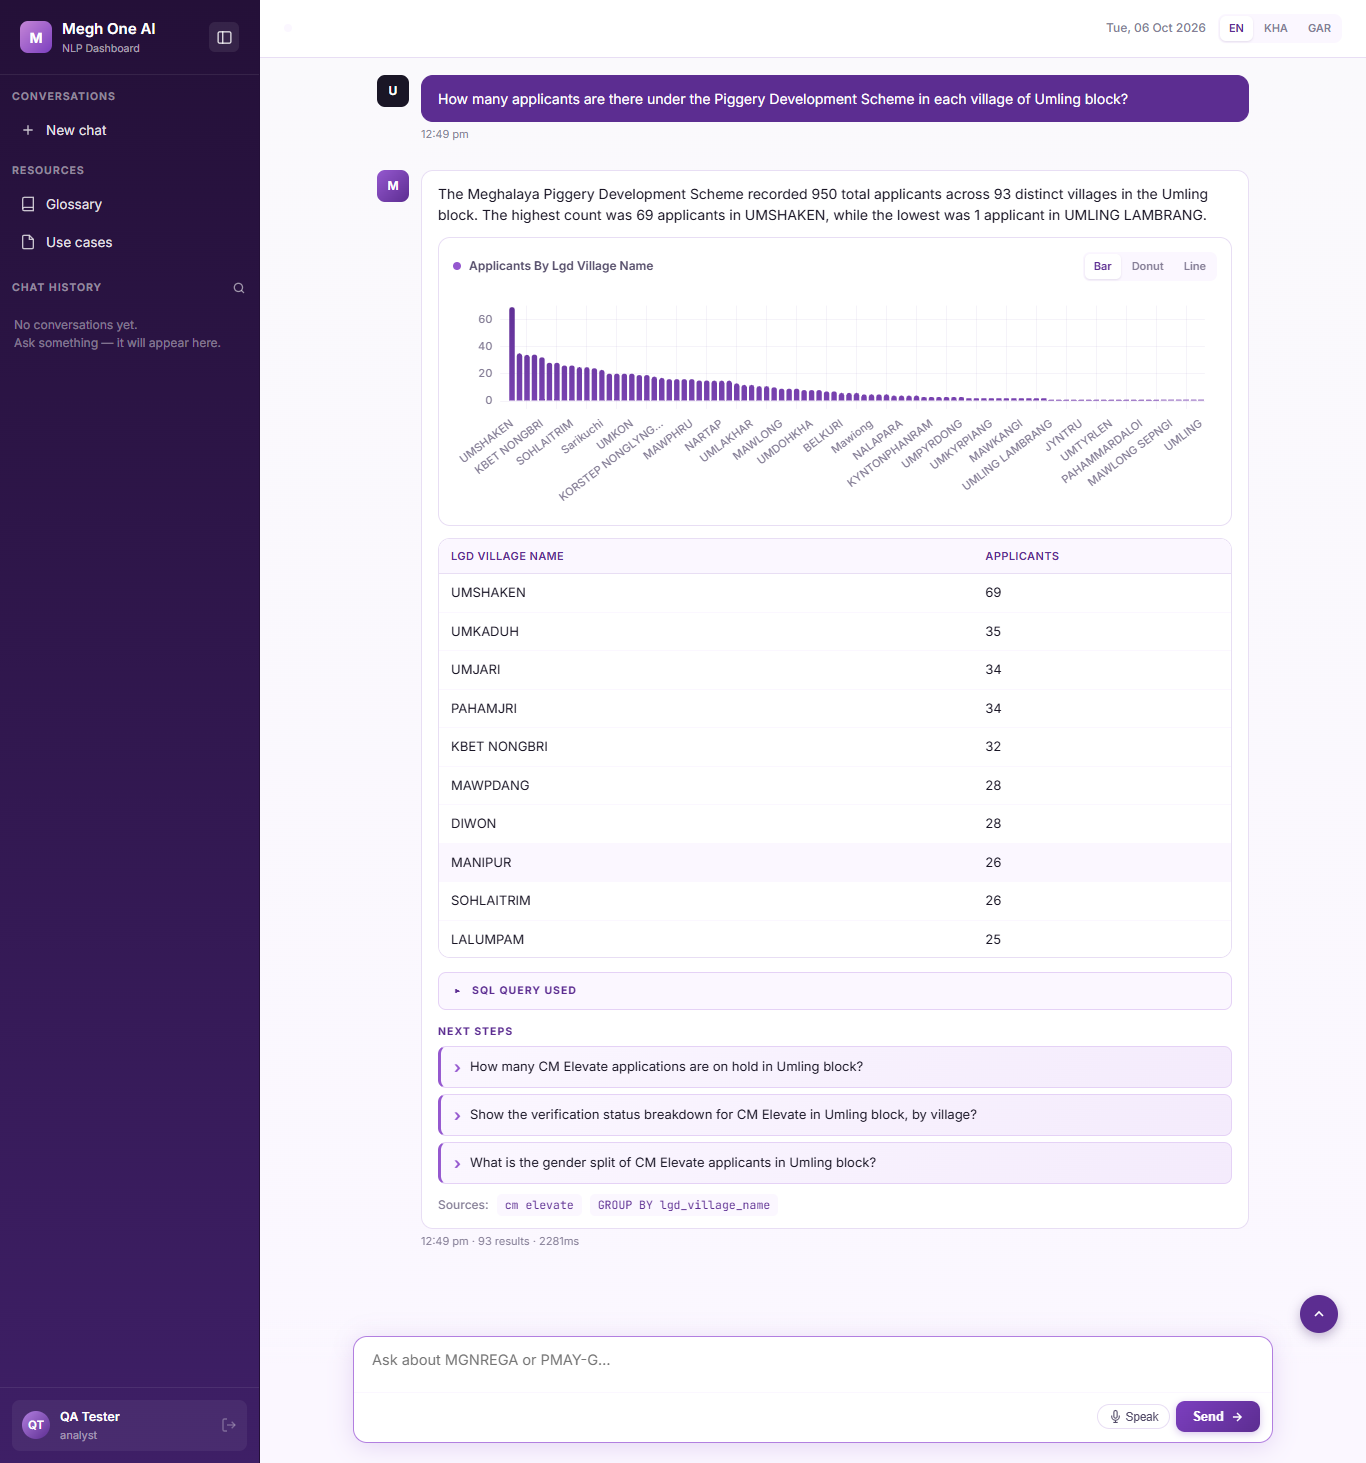 M
Megh One AI
NLP Dashboard
CONVERSATIONS
+ New chat
RESOURCES
Glossary
Use cases
CHAT HISTORY
No conversations yet.
Ask something — it will appear here.
QT
QA Tester
analyst
Tue, 06 Oct 2026
EN KHA GAR
U
How many applicants are there under the Piggery Development Scheme in each village of Umling block?
12:49 pm
M
The Meghalaya Piggery Development Scheme recorded 950 total applicants across 93 distinct villages in the Umling
block. The highest count was 69 applicants in UMSHAKEN, while the lowest was 1 applicant in UMLING LAMBRANG.
Applicants By Lgd Village Name
Bar Donut Line
60
40
20
0
UMSHAKEN
KBET NONGBRI
SOHLAITRIM
Sarikuchi
UMKON
KORSTEP NONGLYNG...
MAWPHRU
NARTAP
UMLAKHAR
MAWLONG
UMDOHKHA
BELKURI
Mawiong
NALAPARA
KYNTONPHANRAM
UMPYRDONG
UMKYRPIANG
MAWKANGI
UMLING LAMBRANG
JYNTRU
UMTYRLEN
PAHAMMARDALOI
MAWLONG SEPNGI
UMLING
LGD VILLAGE NAME APPLICANTS
UMSHAKEN 69
UMKADUH 35
UMJARI 34
PAHAMJRI 34
KBET NONGBRI 32
MAWPDANG 28
DIWON 28
MANIPUR 26
SOHLAITRIM 26
LALUMPAM 25
SQL QUERY USED
NEXT STEPS
How many CM Elevate applications are on hold in Umling block?
Show the verification status breakdown for CM Elevate in Umling block, by village?
What is the gender split of CM Elevate applicants in Umling block?
Sources: cm elevate GROUP BY lgd_village_name
12:49 pm · 93 results · 2281ms
Ask about MGNREGA or PMAY-G...
Speak
Send →